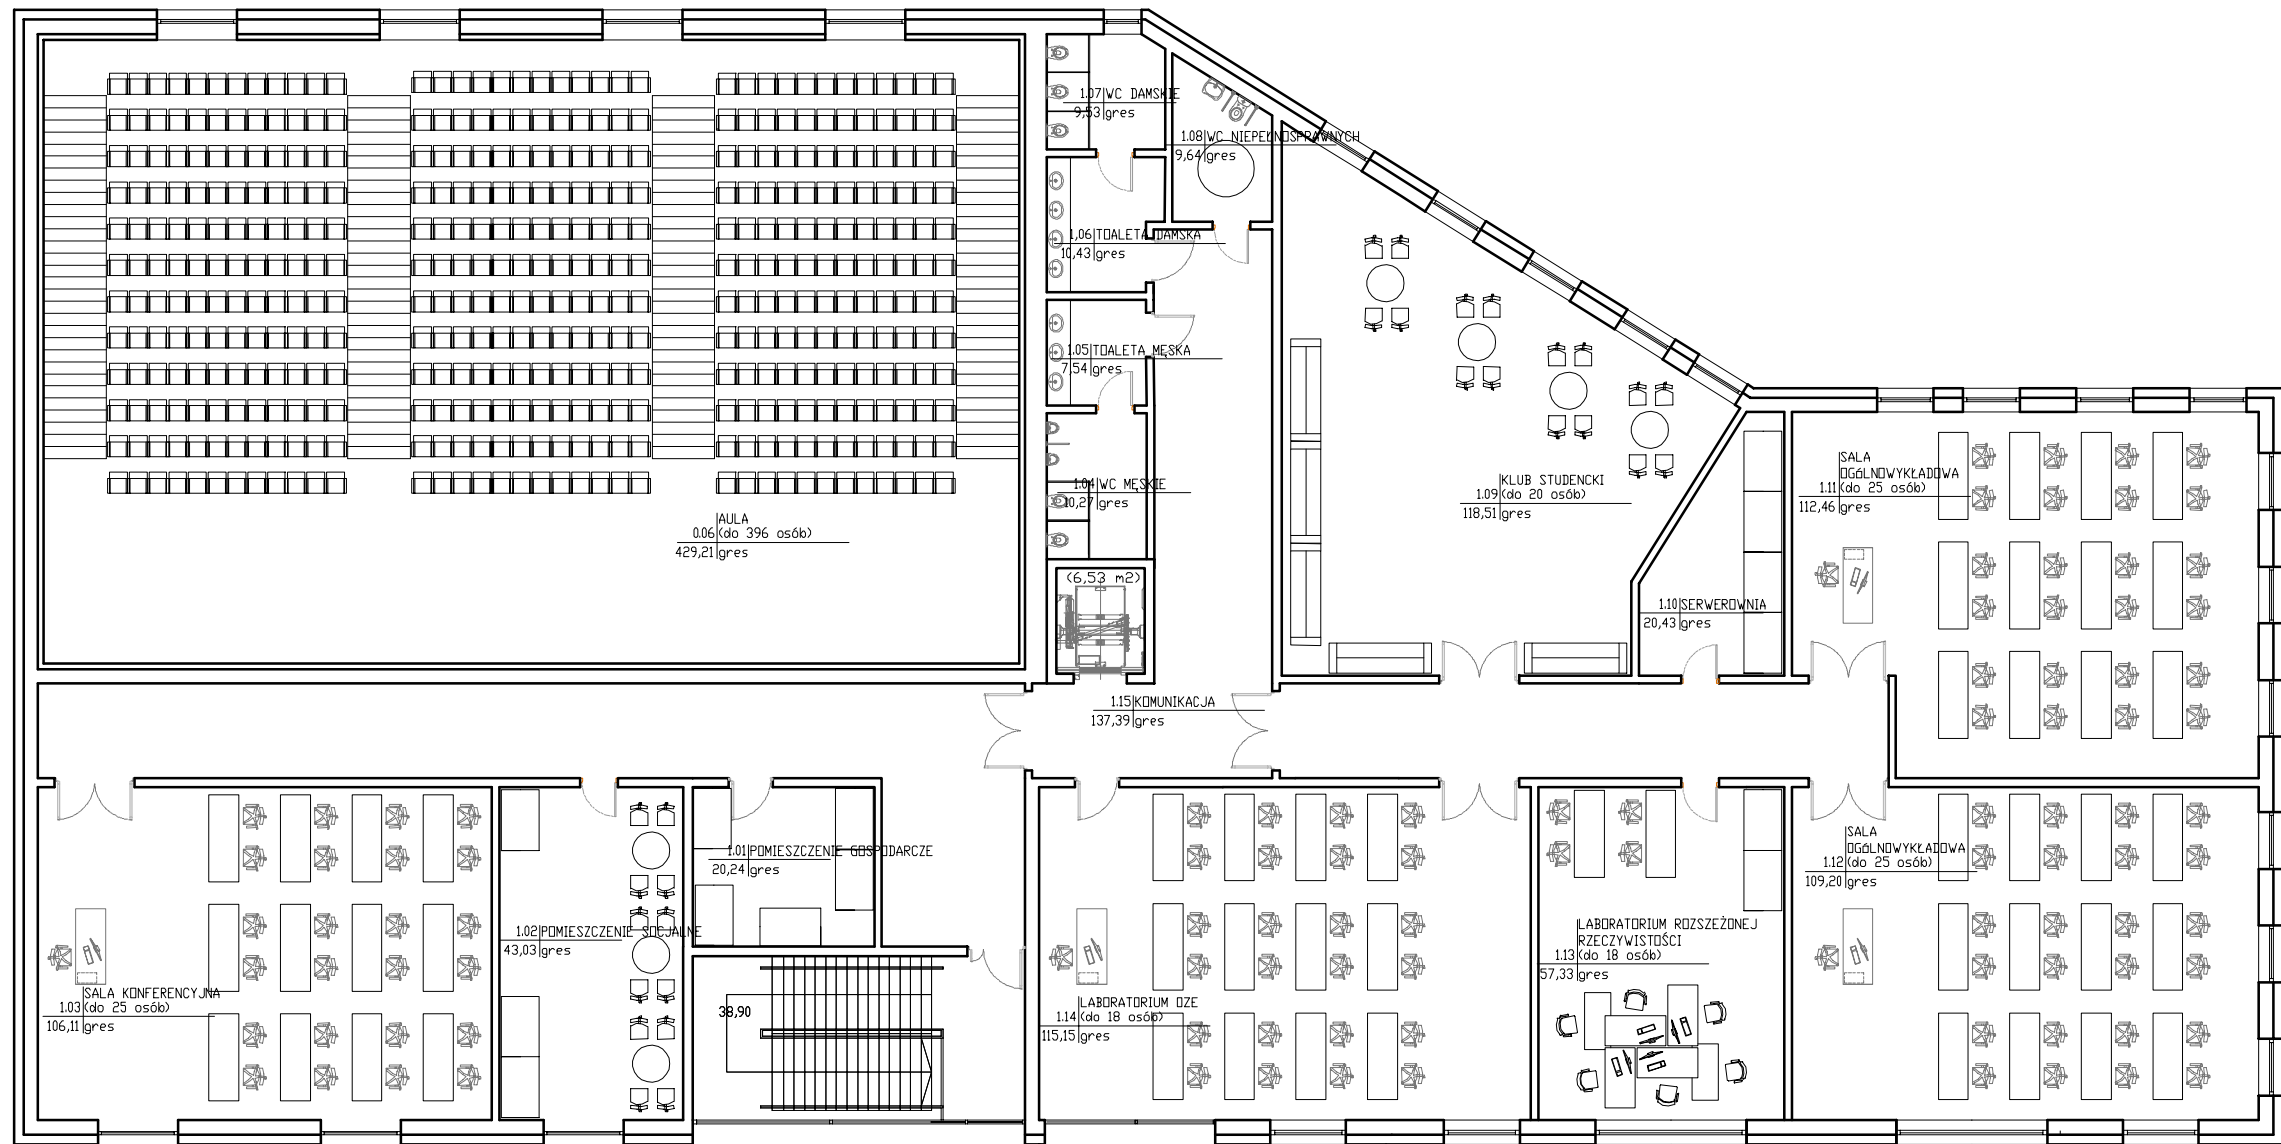 1.07 WC DAMSKIE
9,53 gres
1.08 WC NIEPEŁNOSPRAWNYCH
9,64 gres
1,06 TOALETA DAMSKA
10,43 gres
1.05 TOALETA MĘSKA
7,54 gres
1.04 WC MĘSKIE
10,27 gres
AULA
0.06 (do 396 osób)
429,21 gres
(6,53 m2)
KLUB STUDENCKI
1.09 (do 20 osób)
118,51 gres
SALA
OGóLNOWYKŁADOWA
1.11 (do 25 osób)
112,46 gres
1.10 SERWEROWNIA
20,43 gres
1.15 KOMUNIKACJA
137,39 gres
1.01 POMIESZCZENIE GOSPODARCZE
20,24 gres
1.02 POMIESZCZENIE SOCJALNE
43,03 gres
SALA KONFERENCYJNA
1.03 (do 25 osób)
106,11 gres
38,90
LABORATORIUM OZE
1.14 (do 18 osób)
115,15 gres
LABORATORIUM ROZSZEŻONEJ
RZECZYWISTOŚCI
1.13 (do 18 osób)
57,33 gres
SALA
OGóLNOWYKŁADOWA
1.12 (do 25 osób)
109,20 gres